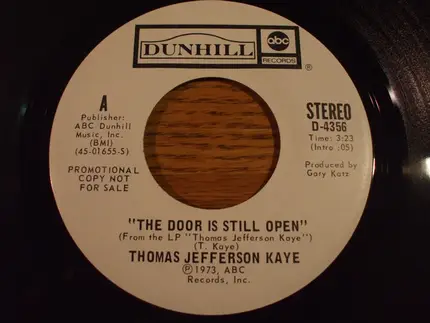 DUNHILL
abc
RECORDS
®
A
Publisher:
ABC Dunhill
Music, Inc.
(BMI)
(45-01655-S)
PROMOTIONAL
COPY NOT
FOR SALE
STEREO
D-4356
Time: 3:23
(Intro .05)
Produced by
Gary Katz
"THE DOOR IS STILL OPEN"
(From the LP "Thomas Jefferson Kaye")
(T. Kaye)
THOMAS JEFFERSON KAYE
Ⓟ1973, ABC
Records, Inc.